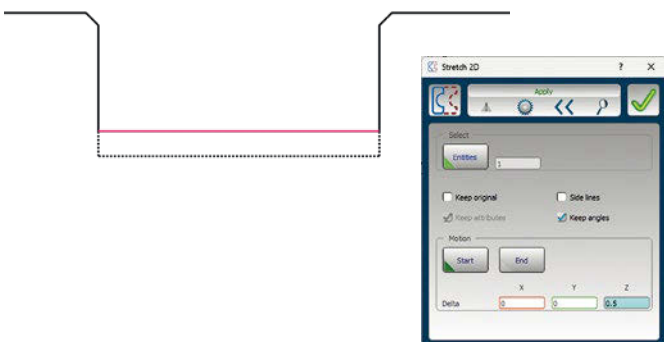 Stretch 2D ? X
Apply
Select
Entities 1
Keep original Side lines
Keep attributes Keep angles
Motion
Start End
X Y Z
Delta 0 0 0.5